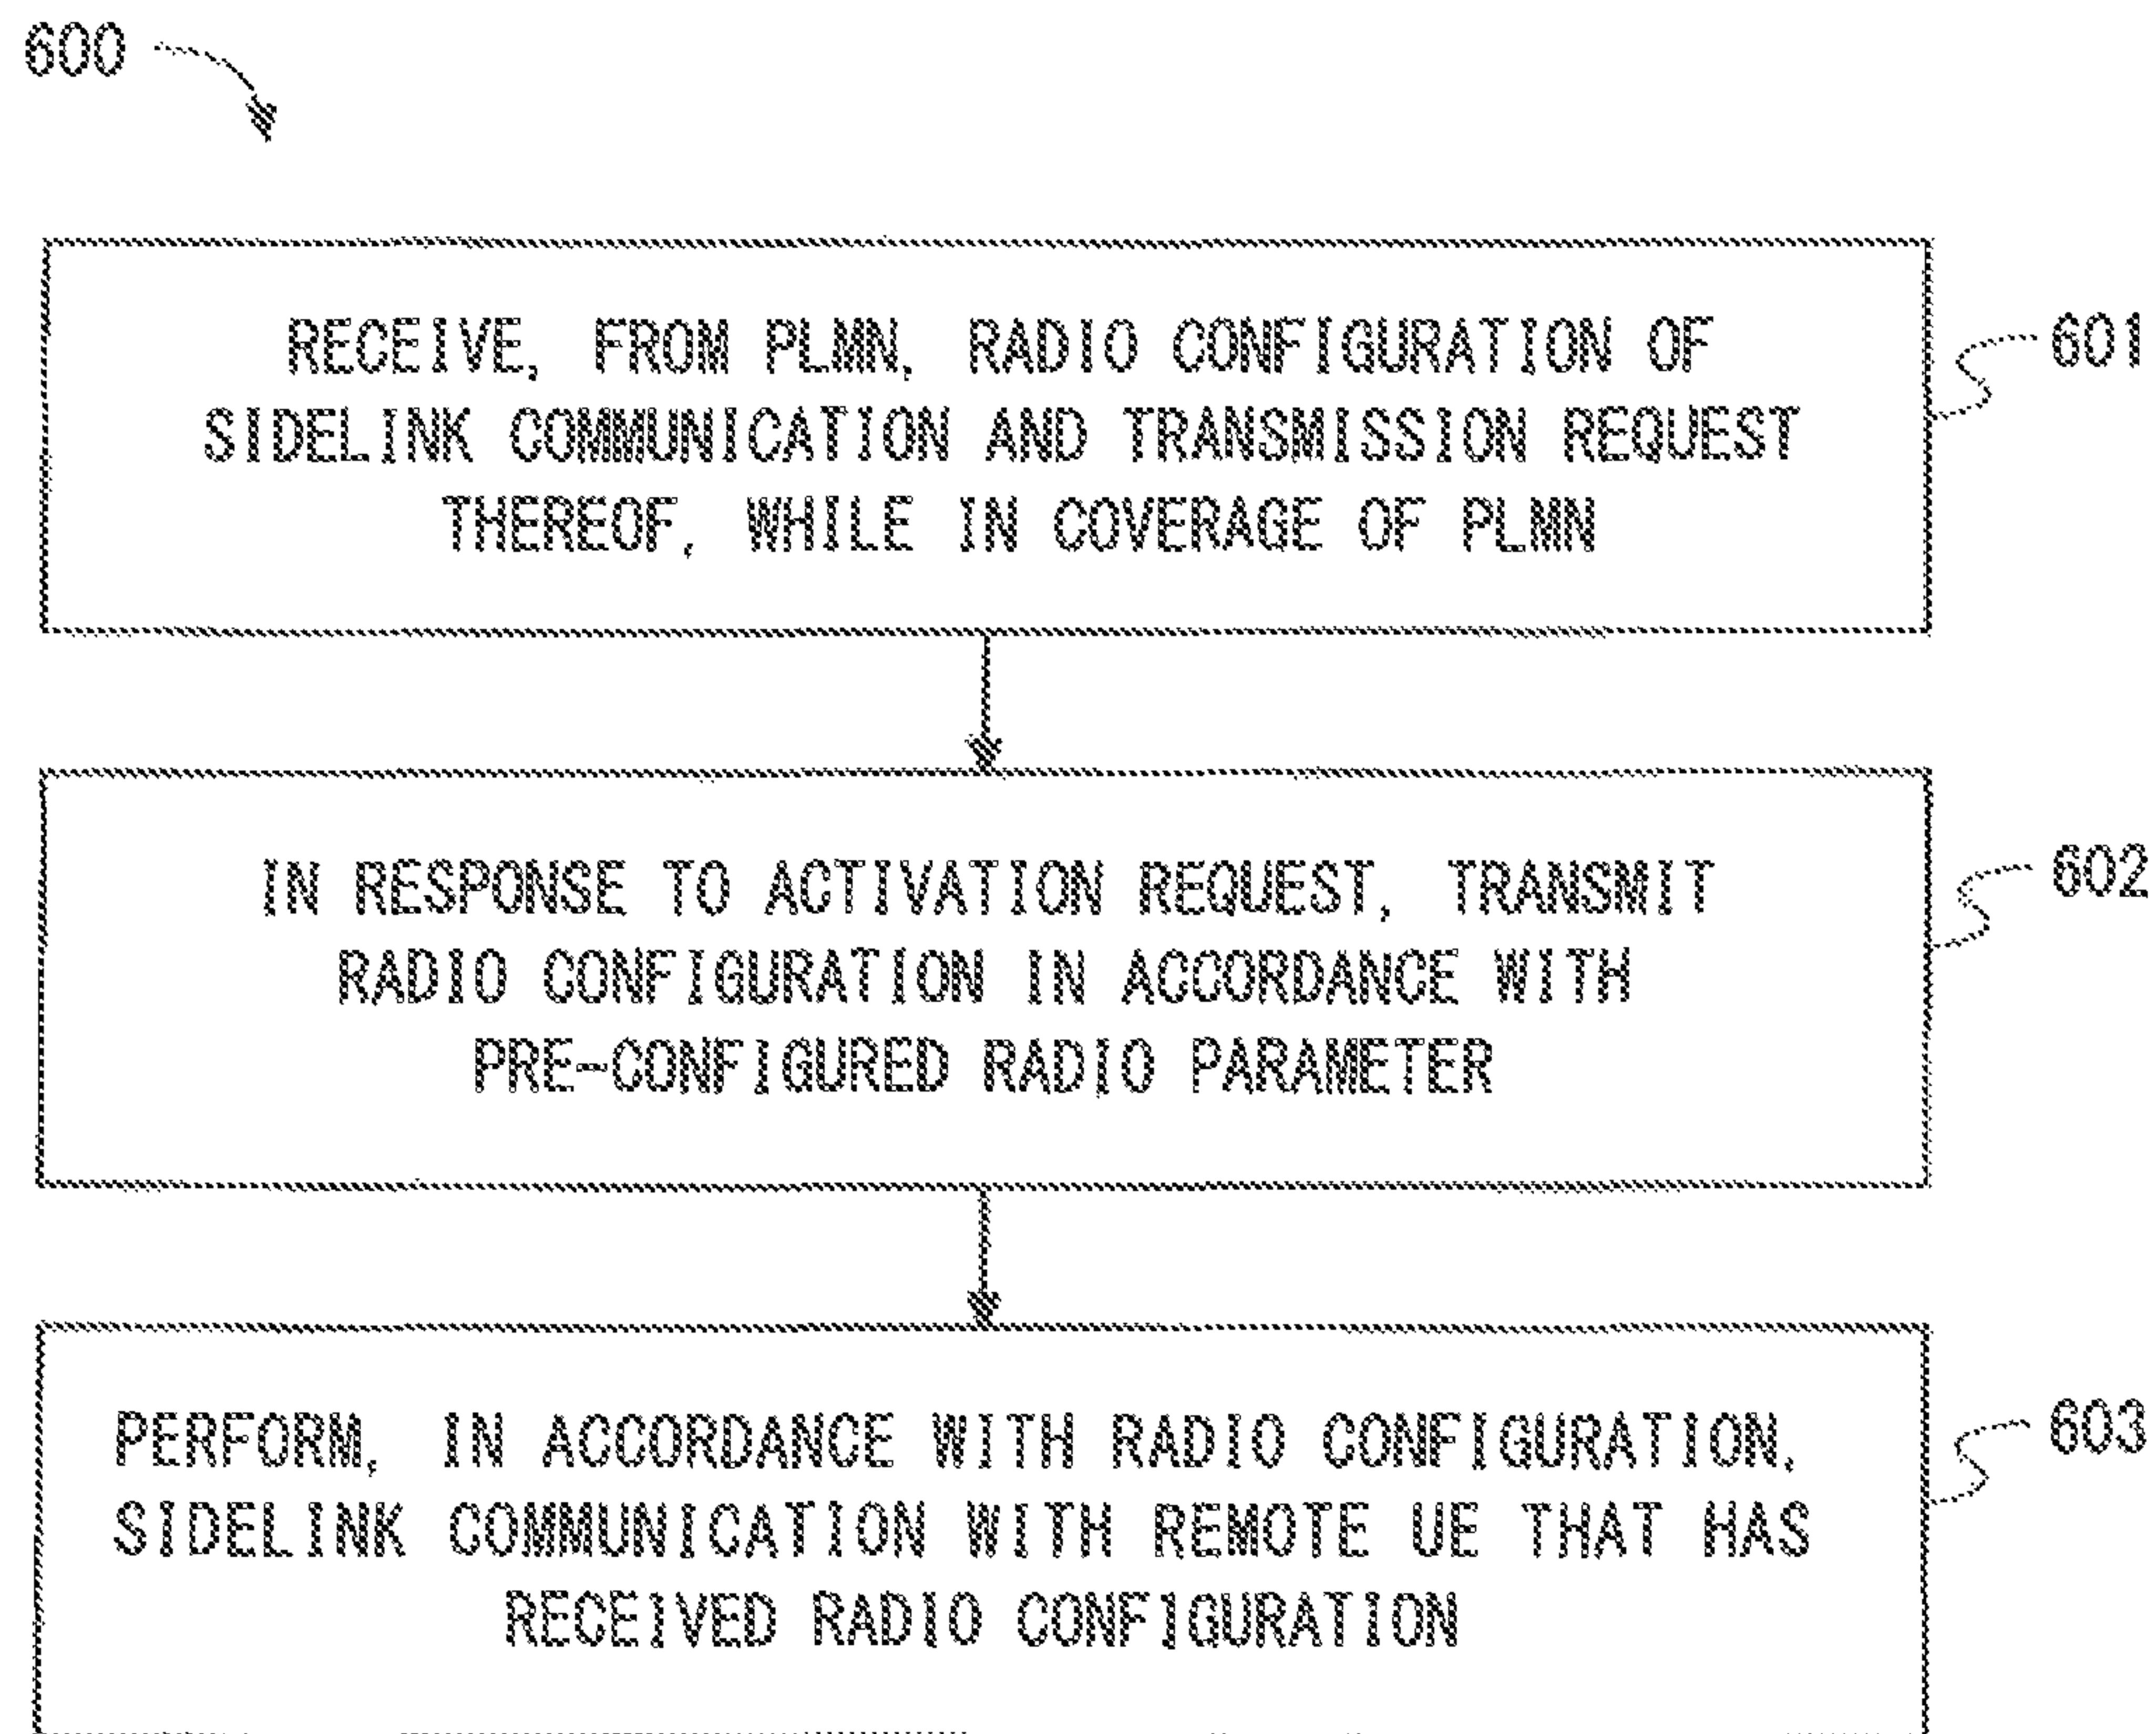 600
RECEIVE, FROM PLMN, RADIO CONFIGURATION OF
SIDELINK COMMUNICATION AND TRANSMISSION REQUEST
THEREOF, WHILE IN COVERAGE OF PLMN
601
IN RESPONSE TO ACTIVATION REQUEST, TRANSMIT
RADIO CONFIGURATION IN ACCORDANCE WITH
PRE-CONFIGURED RADIO PARAMETER
602
PERFORM, IN ACCORDANCE WITH RADIO CONFIGURATION,
SIDELINK COMMUNICATION WITH REMOTE UE THAT HAS
RECEIVED RADIO CONFIGURATION
603